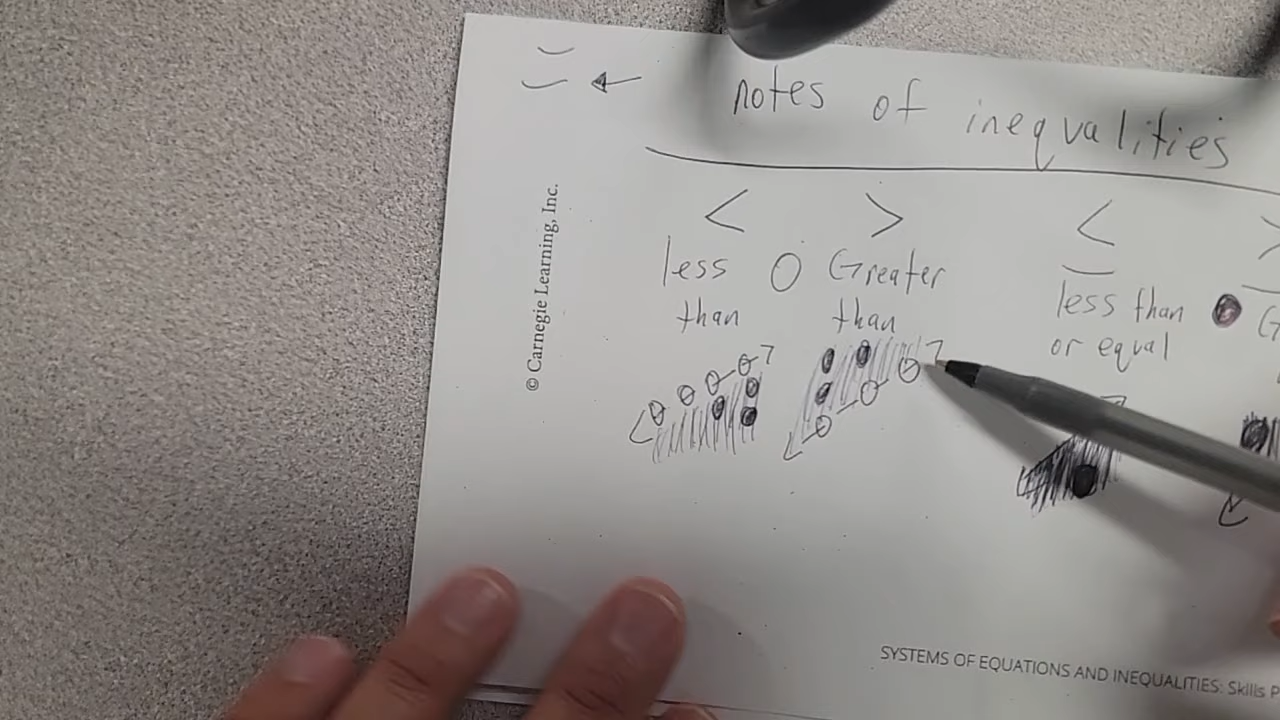 notes of inequalities
< >
less Greater
than than
<
less than G
or equal
© Carnegie Learning, Inc.
SYSTEMS OF EQUATIONS AND INEQUALITIES: Skills P